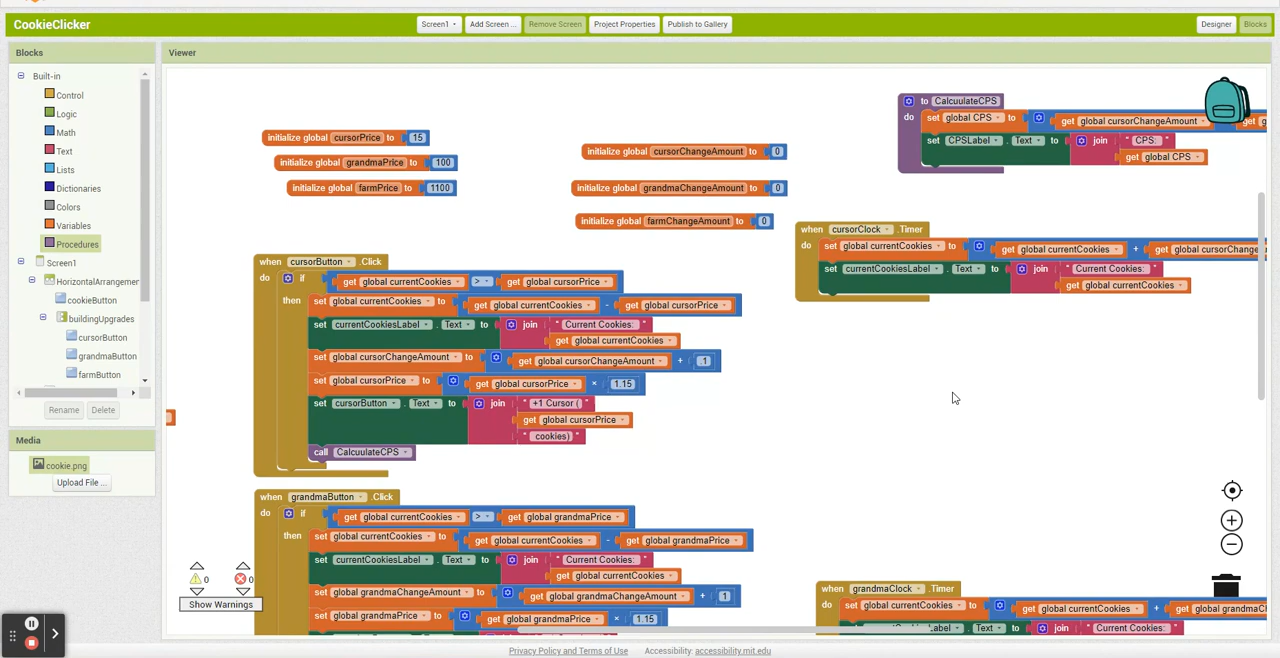 CookieClicker
Screen1
Add Screen ...
Remove Screen
Project Properties
Publish to Gallery
Designer
Blocks
Blocks
Built-in
Control
Logic
Math
Text
Lists
Dictionaries
Colors
Variables
Procedures
Screen1
HorizontalArrangemen
cookieButton
buildingUpgrades
cursorButton
grandmaButton
farmButton
Rename
Delete
Media
cookie.png
Upload File ...
Viewer
initialize global cursorPrice to 15
initialize global grandmaPrice to 100
initialize global farmPrice to 1100
initialize global cursorChangeAmount to 0
initialize global grandmaChangeAmount to 0
initialize global farmChangeAmount to 0
to CalcuulateCPS
do set global CPS to get global cursorChangeAmount
set CPSLabel . Text to join " CPS: "
get global CPS
when cursorClock .Timer
do set global currentCookies to get global currentCookies + get global cursorChange
set currentCookiesLabel . Text to join " Current Cookies: "
get global currentCookies
when cursorButton .Click
do if get global currentCookies > get global cursorPrice
then set global currentCookies to get global currentCookies - get global cursorPrice
set currentCookiesLabel . Text to join " Current Cookies: "
get global currentCookies
set global cursorChangeAmount to get global cursorChangeAmount + 1
set global cursorPrice to get global cursorPrice × 1.15
set cursorButton . Text to join " +1 Cursor ( "
get global cursorPrice
" cookies) "
call CalcuulateCPS
when grandmaButton .Click
do if get global currentCookies > get global grandmaPrice
then set global currentCookies to get global currentCookies - get global grandmaPrice
set currentCookiesLabel . Text to join " Current Cookies: "
get global currentCookies
set global grandmaChangeAmount to get global grandmaChangeAmount + 1
set global grandmaPrice to get global grandmaPrice × 1.15
when grandmaClock .Timer
do set global currentCookies to get global currentCookies + get global grandmaC
currentCookiesLabel . Text to join " Current Cookies: "
0
0
Show Warnings
Privacy Policy and Terms of Use
Accessibility: accessibility.mit.edu